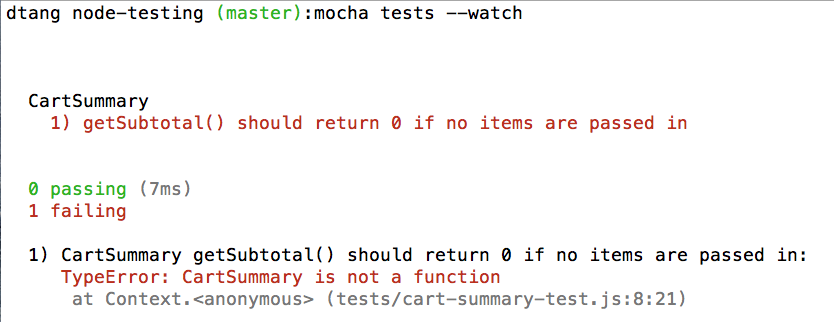 dtang node-testing (master):mocha tests --watch
CartSummary
1) getSubtotal() should return 0 if no items are passed in
0 passing (7ms)
1 failing
1) CartSummary getSubtotal() should return 0 if no items are passed in:
TypeError: CartSummary is not a function
at Context.<anonymous> (tests/cart-summary-test.js:8:21)